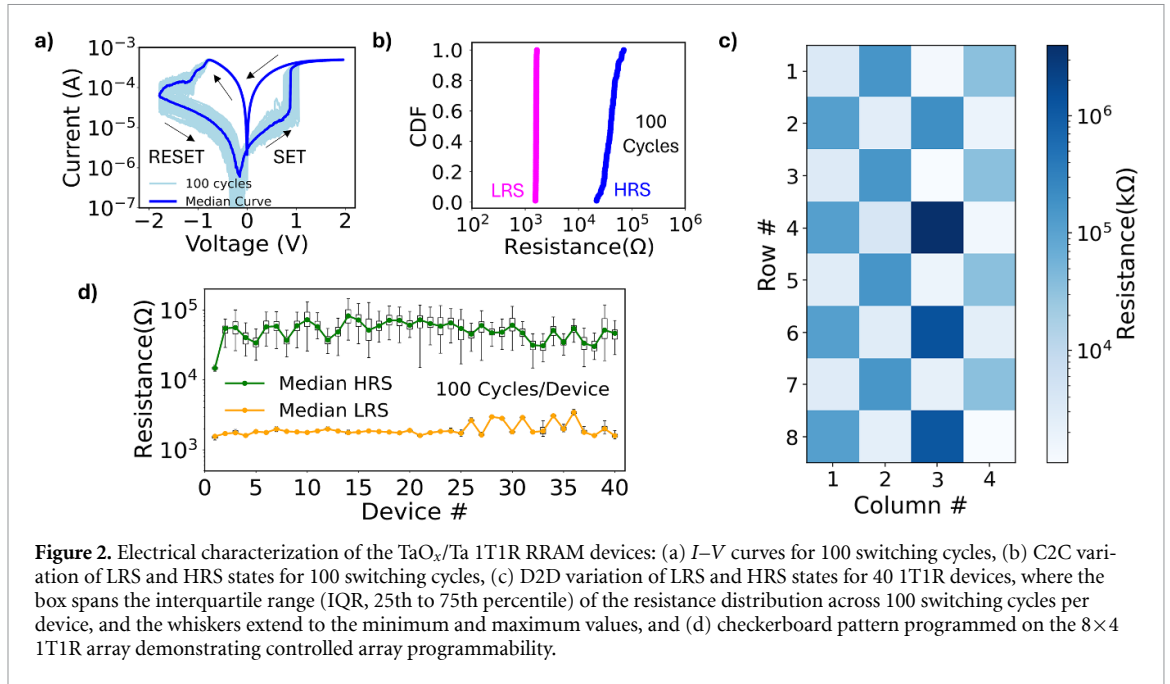 a)
10⁻³
10⁻⁴
10⁻⁵
10⁻⁶
10⁻⁷
Current (A)
RESET
SET
100 cycles
Median Curve
−2 −1 0 1 2
Voltage (V)
b)
1.0
0.8
0.6
0.4
0.2
0.0
CDF
100
Cycles
LRS
HRS
10² 10³ 10⁴ 10⁵ 10⁶
Resistance(Ω)
c)
1
2
3
4
5
6
7
8
Row #
1 2 3 4
Column #
10⁶
10⁵
10⁴
Resistance(kΩ)
d)
10⁵
10⁴
10³
Resistance(Ω)
Median HRS
100 Cycles/Device
Median LRS
0 5 10 15 20 25 30 35 40
Device #
Figure 2. Electrical characterization of the TaOₓ/Ta 1T1R RRAM devices: (a) I–V curves for 100 switching cycles, (b) C2C vari-
ation of LRS and HRS states for 100 switching cycles, (c) D2D variation of LRS and HRS states for 40 1T1R devices, where the
box spans the interquartile range (IQR, 25th to 75th percentile) of the resistance distribution across 100 switching cycles per
device, and the whiskers extend to the minimum and maximum values, and (d) checkerboard pattern programmed on the 8×4
1T1R array demonstrating controlled array programmability.